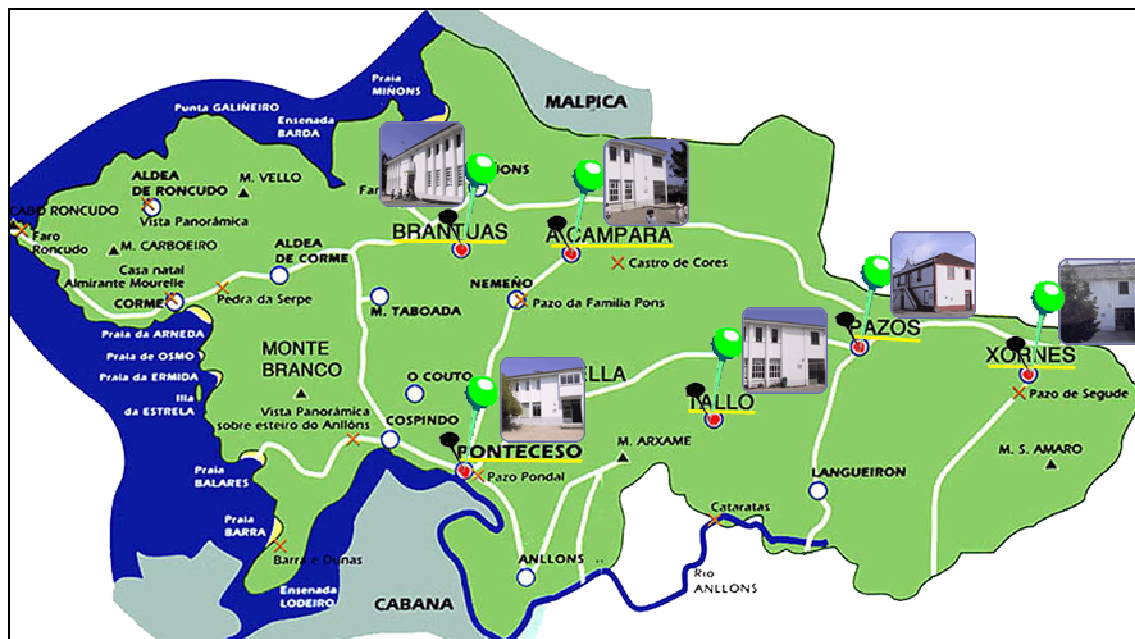 Praia
MIÑONS
MALPICA
Punta GALIÑEIRO
Ensenada
BARDA
ALDEA
DE RONCUDO
M. VELLO
Vista Panorámica
CABO RONCUDO
Faro
Roncudo
M. CARBOEIRO
BRANTUAS
A CAMPARA
Castro de Cores
ALDEA
DE CORME
Casa natal
Almirante Mourelle
CORME
Pedra da Serpe
NEMEÑO
Pazo da Familia Pons
M. TABOADA
PAZOS
XORNES
Pazo de Segude
Praia da ARNEDA
Praia de OSMO
Praia da ERMIDA
Illa
da ESTRELA
MONTE
BRANCO
O COUTO
TALLO
Vista Panorámica
sobre esteiro do Anllóns
COSPINDO
PONTECESO
Pazo Pondal
M. ARXAME
M. S. AMARO
LANGUEIRON
Praia
BALARES
Praia
BARRA
Barra e Dunas
Cataratas
ANLLONS
Rio
ANLLONS
Ensenada
LODEIRO
CABANA